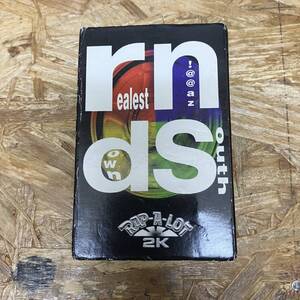 rn
ealest
!@@az
dS
own
outh
RAP-A-LOT
2K